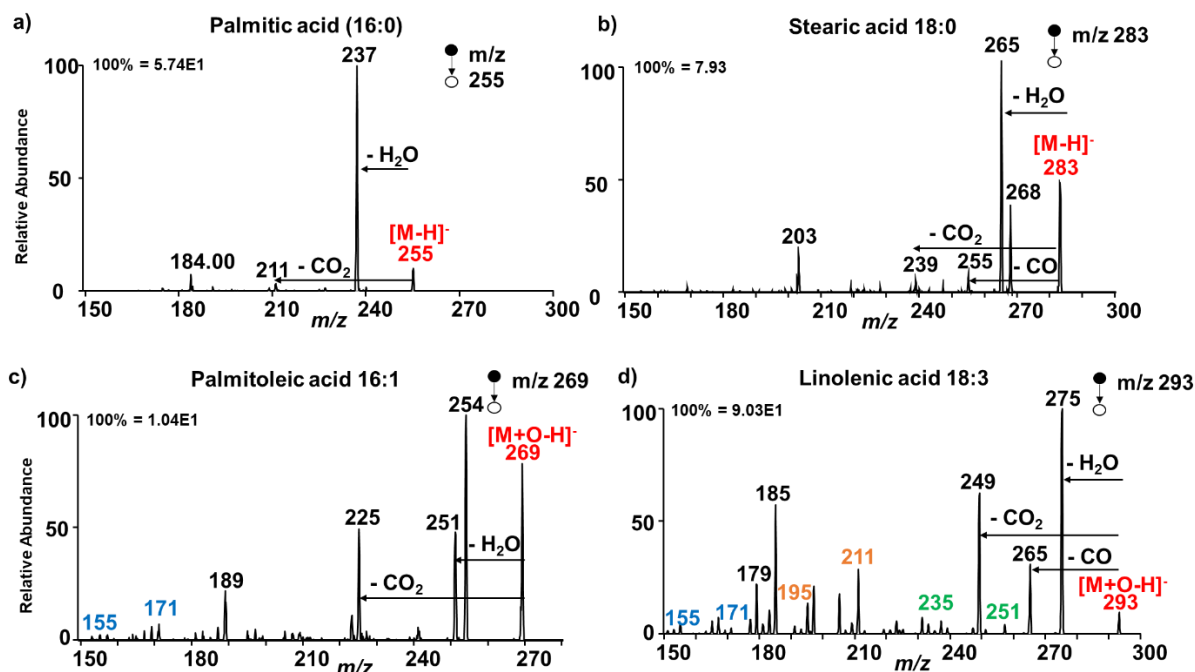 a) Palmitic acid (16:0)
100% = 5.74E1
237
m/z
255
- H₂O
[M-H]⁻
255
- CO₂
184.00
211
Relative Abundance
100
50
0
150 180 210 240 270 300
m/z
b) Stearic acid 18:0
100% = 7.93
265
m/z 283
- H₂O
[M-H]⁻
283
268
- CO₂
203
239
255
- CO
100
50
0
150 180 210 240 270 300
m/z
c) Palmitoleic acid 16:1
100% = 1.04E1
254
m/z 269
[M+O-H]⁻
269
225
251
- H₂O
- CO₂
189
155
171
Relative Abundance
100
50
0
150 180 200 220 250 280
m/z
d) Linolenic acid 18:3
100% = 9.03E1
275
m/z 293
- H₂O
249
- CO₂
185
265
- CO
[M+O-H]⁻
293
179
195
211
235
251
155
171
100
50
0
150 180 210 240 270 300
m/z